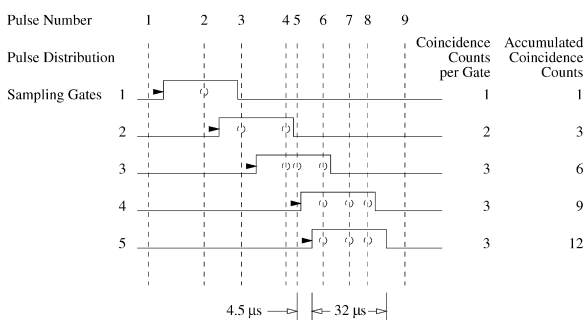 Pulse Number 1 2 3 4 5 6 7 8 9
Coincidence Counts per Gate
Accumulated Coincidence Counts
Pulse Distribution
Sampling Gates 1 1 1
2 2 3
3 3 6
4 3 9
5 3 12
4.5 μs 32 μs